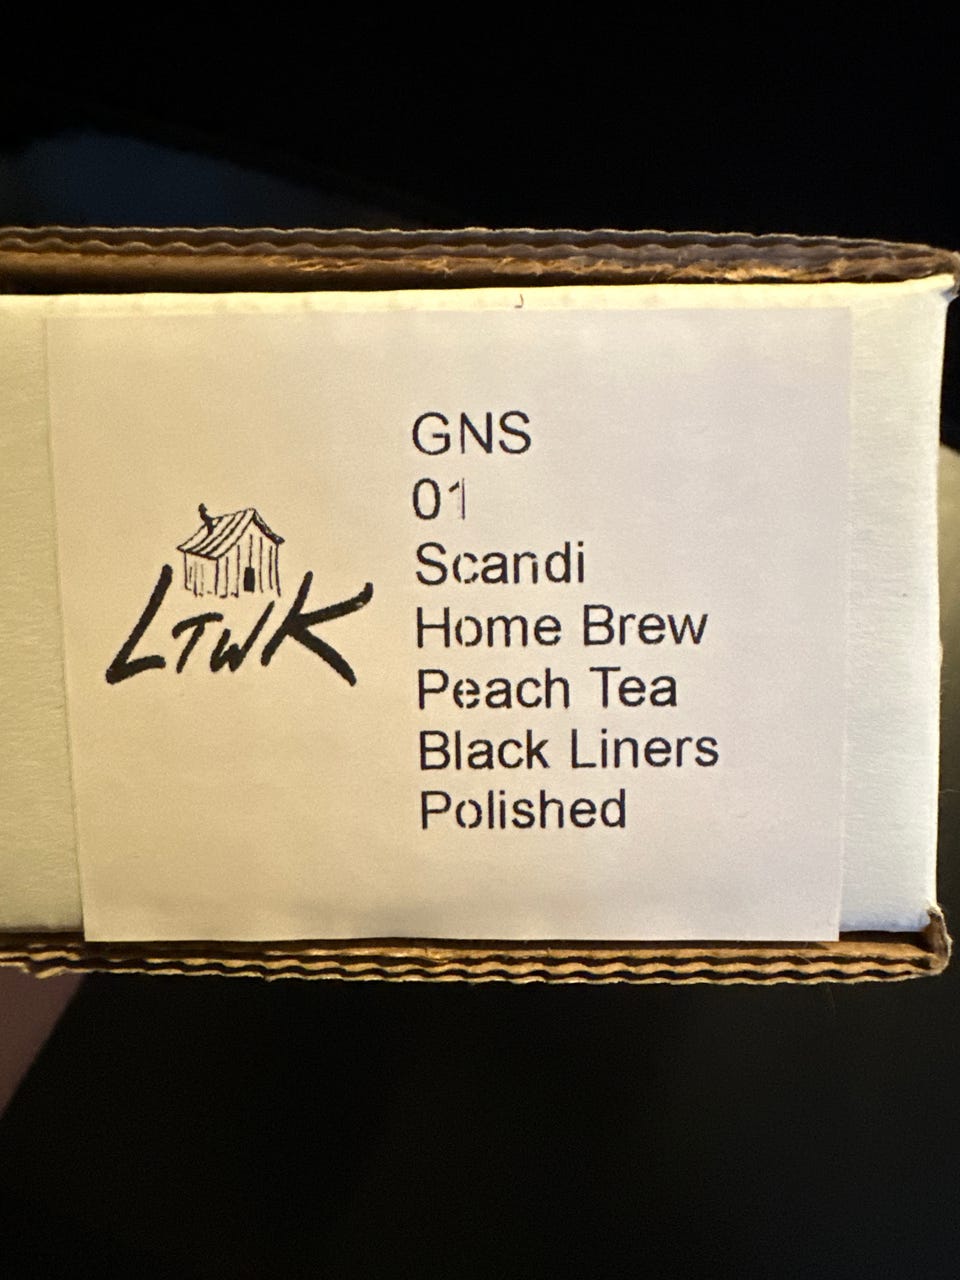 LTWK
GNS
01
Scandi
Home Brew
Peach Tea
Black Liners
Polished